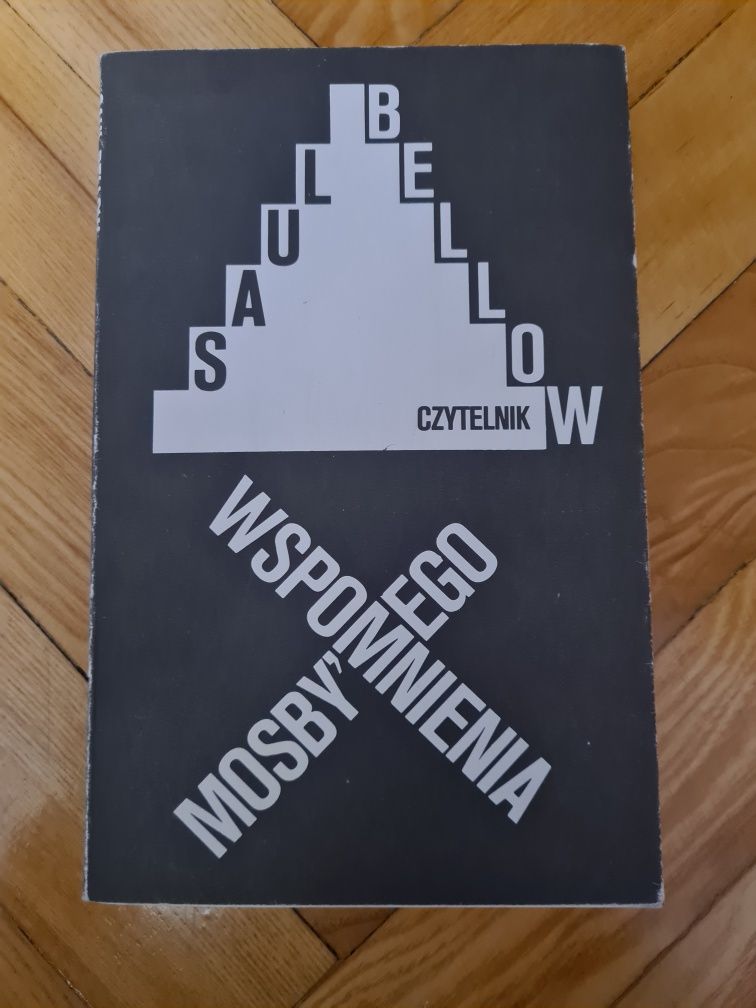 SAUL BELLOW
CZYTELNIK
WSPOMNIENIA
MOSBY'EGO